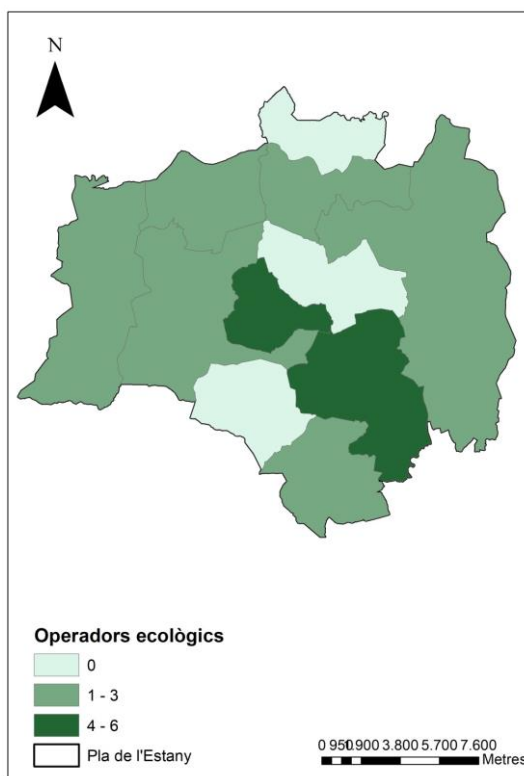 N
Operadors ecològics
0
1 - 3
4 - 6
Pla de l'Estany
0 950 1.900 3.800 5.700 7.600
Metres